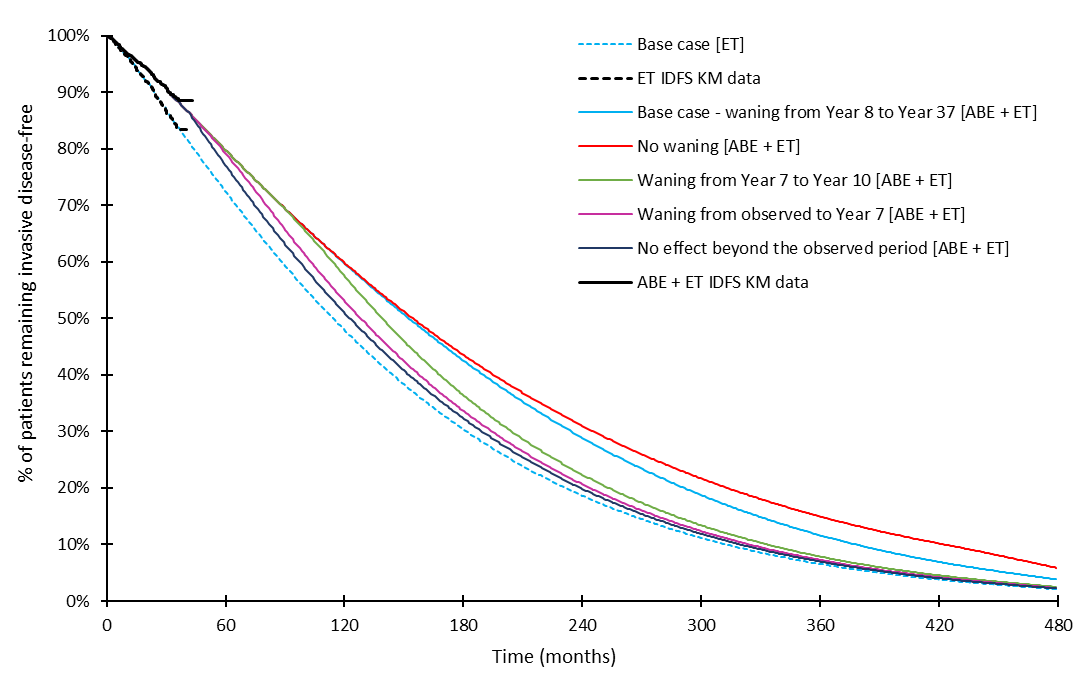 % of patients remaining invasive disease-free
100%
90%
80%
70%
60%
50%
40%
30%
20%
10%
0%
Base case [ET]
ET IDFS KM data
Base case - waning from Year 8 to Year 37 [ABE + ET]
No waning [ABE + ET]
Waning from Year 7 to Year 10 [ABE + ET]
Waning from observed to Year 7 [ABE + ET]
No effect beyond the observed period [ABE + ET]
ABE + ET IDFS KM data
0 60 120 180 240 300 360 420 480
Time (months)